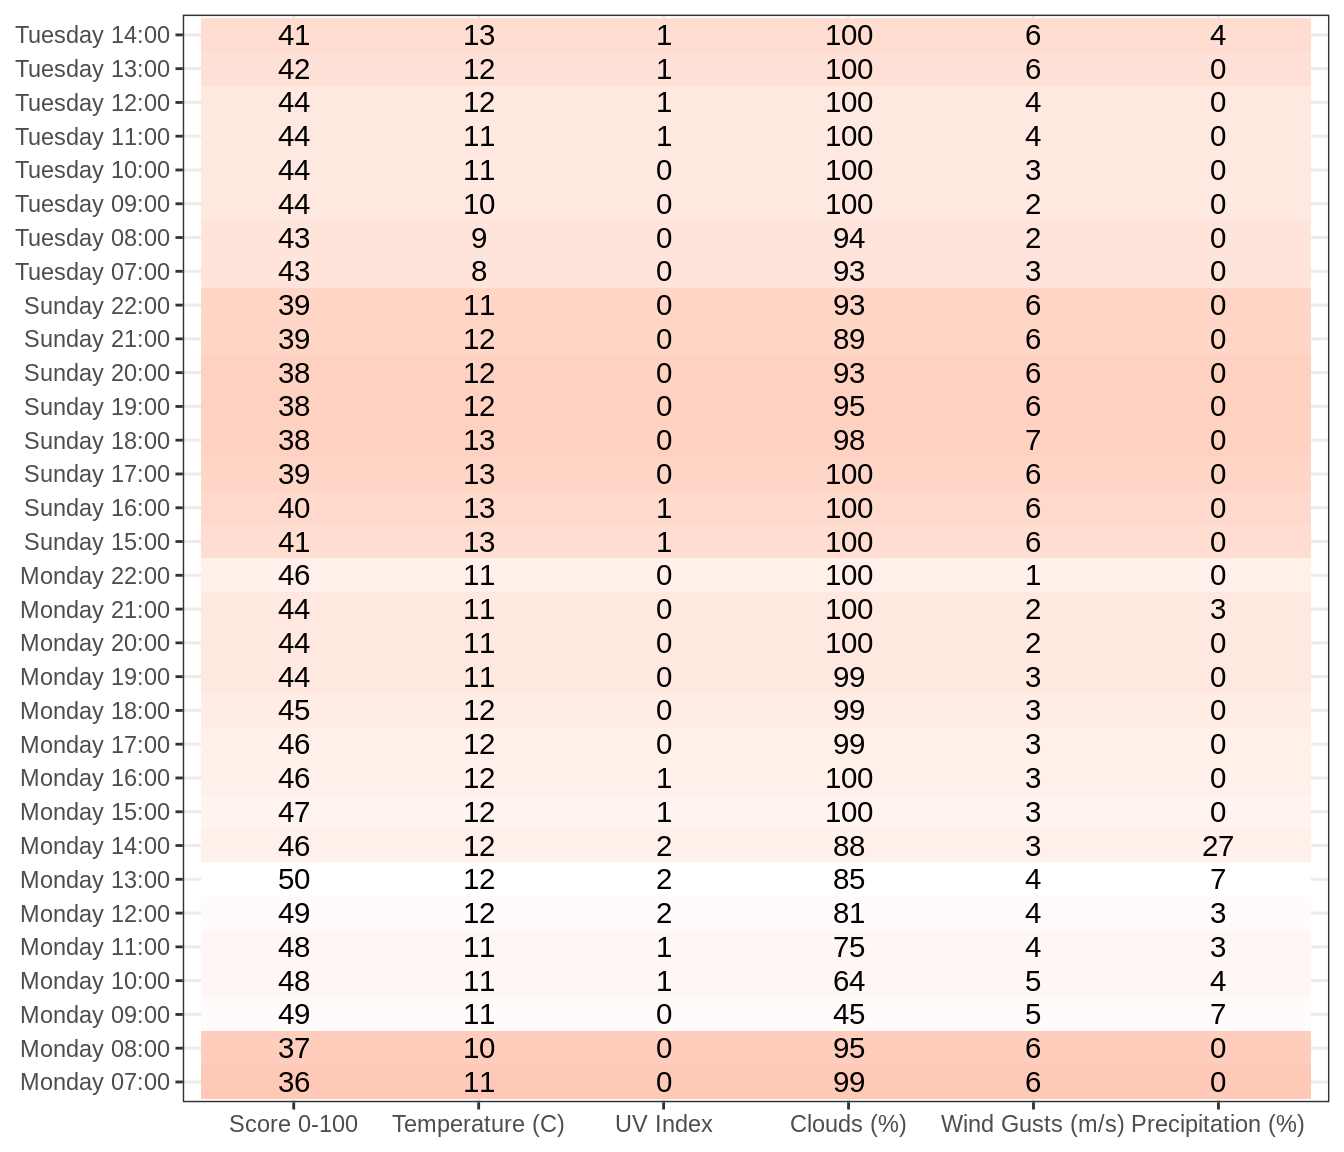 Tuesday 14:00 41 13 1 100 6 4
Tuesday 13:00 42 12 1 100 6 0
Tuesday 12:00 44 12 1 100 4 0
Tuesday 11:00 44 11 1 100 4 0
Tuesday 10:00 44 11 0 100 3 0
Tuesday 09:00 44 10 0 100 2 0
Tuesday 08:00 43 9 0 94 2 0
Tuesday 07:00 43 8 0 93 3 0
Sunday 22:00 39 11 0 93 6 0
Sunday 21:00 39 12 0 89 6 0
Sunday 20:00 38 12 0 93 6 0
Sunday 19:00 38 12 0 95 6 0
Sunday 18:00 38 13 0 98 7 0
Sunday 17:00 39 13 0 100 6 0
Sunday 16:00 40 13 1 100 6 0
Sunday 15:00 41 13 1 100 6 0
Monday 22:00 46 11 0 100 1 0
Monday 21:00 44 11 0 100 2 3
Monday 20:00 44 11 0 100 2 0
Monday 19:00 44 11 0 99 3 0
Monday 18:00 45 12 0 99 3 0
Monday 17:00 46 12 0 99 3 0
Monday 16:00 46 12 1 100 3 0
Monday 15:00 47 12 1 100 3 0
Monday 14:00 46 12 2 88 3 27
Monday 13:00 50 12 2 85 4 7
Monday 12:00 49 12 2 81 4 3
Monday 11:00 48 11 1 75 4 3
Monday 10:00 48 11 1 64 5 4
Monday 09:00 49 11 0 45 5 7
Monday 08:00 37 10 0 95 6 0
Monday 07:00 36 11 0 99 6 0
Score 0-100 Temperature (C) UV Index Clouds (%) Wind Gusts (m/s) Precipitation (%)